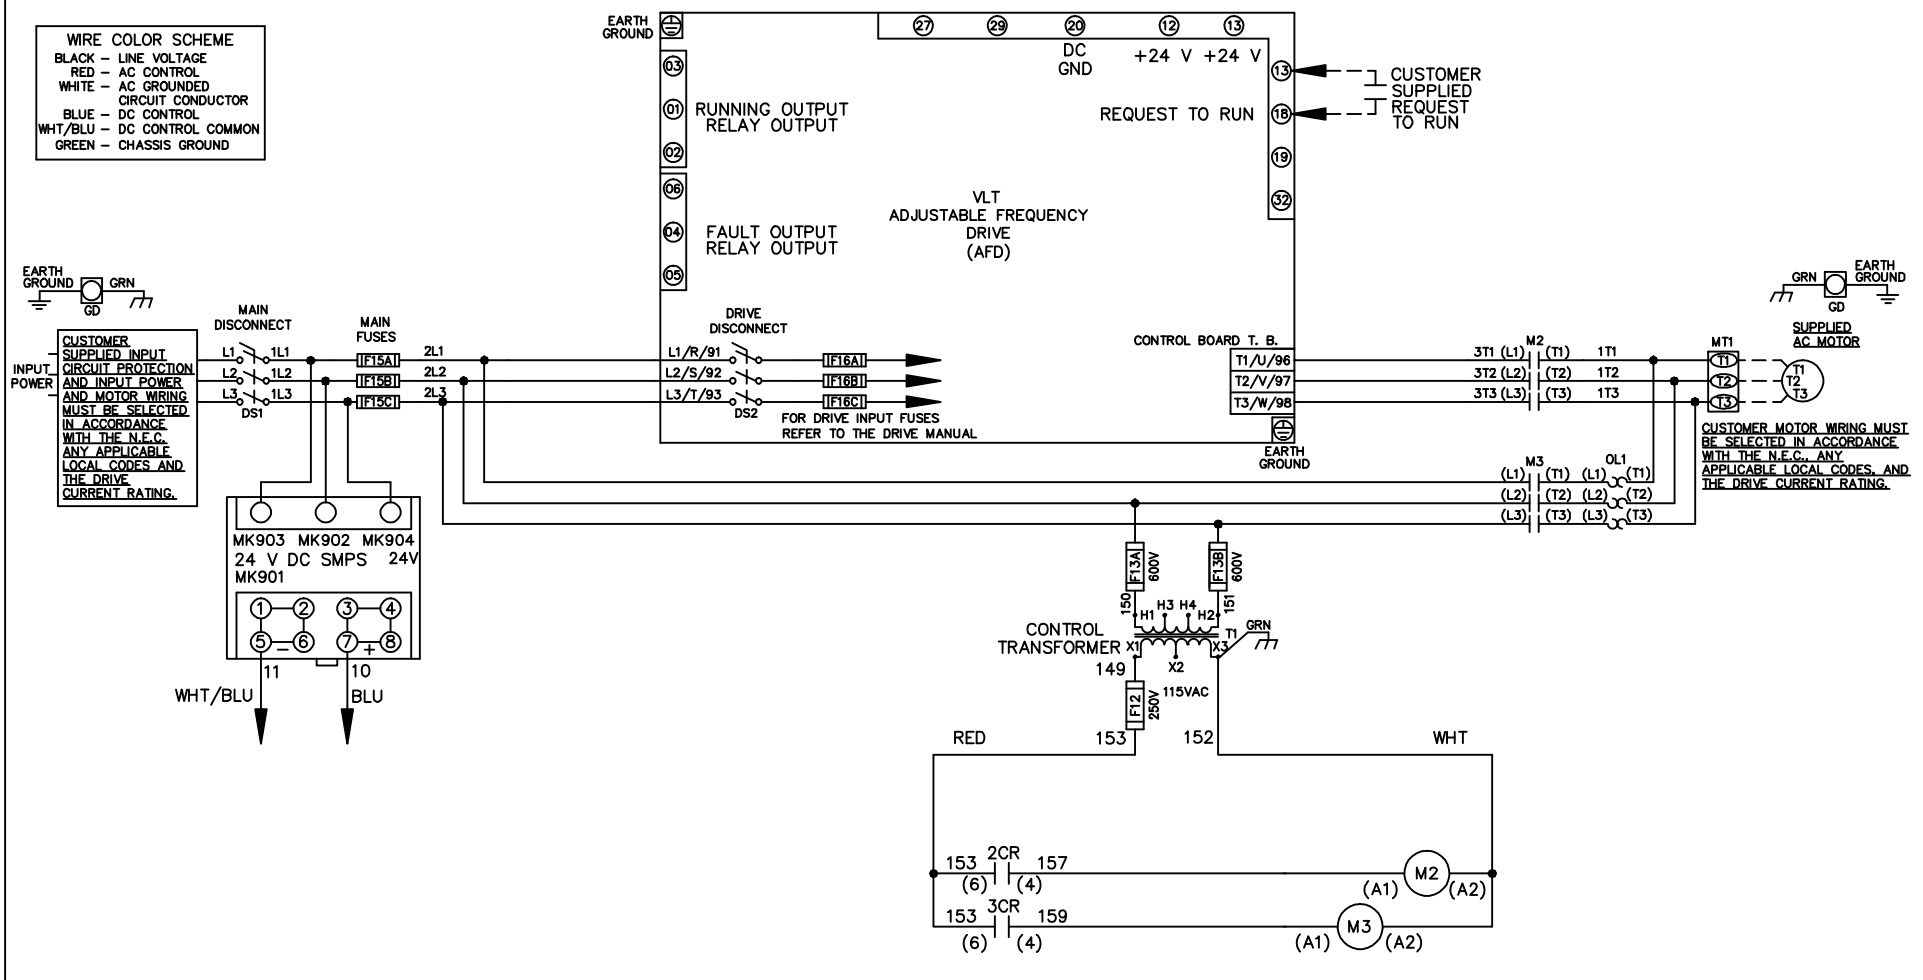 WIRE COLOR SCHEME
BLACK – LINE VOLTAGE
RED – AC CONTROL
WHITE – AC GROUNDED
CIRCUIT CONDUCTOR
BLUE – DC CONTROL
WHT/BLU – DC CONTROL COMMON
GREEN – CHASSIS GROUND
EARTH
GROUND
27 29 20 12 13
DC
GND
+24 V +24 V
03
01
02
RUNNING OUTPUT
RELAY OUTPUT
06
04
05
FAULT OUTPUT
RELAY OUTPUT
VLT
ADJUSTABLE FREQUENCY
DRIVE
(AFD)
REQUEST TO RUN
13
18
19
32
CUSTOMER
SUPPLIED
REQUEST
TO RUN
EARTH
GROUND
GRN
GD
INPUT
POWER
CUSTOMER
SUPPLIED INPUT
CIRCUIT PROTECTION
AND INPUT POWER
AND MOTOR WIRING
MUST BE SELECTED
IN ACCORDANCE
WITH THE N.E.C.
ANY APPLICABLE
LOCAL CODES AND
THE DRIVE
CURRENT RATING.
MAIN
DISCONNECT
L1 1L1
L2 1L2
L3 1L3
DS1
MAIN
FUSES
F15A 2L1
F15B 2L2
F15C 2L3
DRIVE
DISCONNECT
L1/R/91
L2/S/92
L3/T/93
DS2
F16A
F16B
F16C
FOR DRIVE INPUT FUSES
REFER TO THE DRIVE MANUAL
CONTROL BOARD T. B.
T1/U/96
T2/V/97
T3/W/98
EARTH
GROUND
M2
3T1 (L1) (T1) 1T1
3T2 (L2) (T2) 1T2
3T3 (L3) (T3) 1T3
MT1
T1
T2
T3
GRN
GD
EARTH
GROUND
SUPPLIED
AC MOTOR
T1
T2
T3
CUSTOMER MOTOR WIRING MUST
BE SELECTED IN ACCORDANCE
WITH THE N.E.C., ANY
APPLICABLE LOCAL CODES, AND
THE DRIVE CURRENT RATING.
M3 OL1
(L1) (T1) (L1) (T1)
(L2) (T2) (L2) (T2)
(L3) (T3) (L3) (T3)
MK903 MK902 MK904
24 V DC SMPS 24V
MK901
1 2 3 4
5 – 6 7 + 8
11 10
WHT/BLU BLU
F13A 600V
F13B 600V
150 151
H1 H3 H4 H2
CONTROL
TRANSFORMER
T1
GRN
X1 X2 X3
149
115VAC
F12 250V
153 152
RED WHT
153 2CR 157
(6) (4)
M2
(A1) (A2)
153 3CR 159
(6) (4)
M3
(A1) (A2)